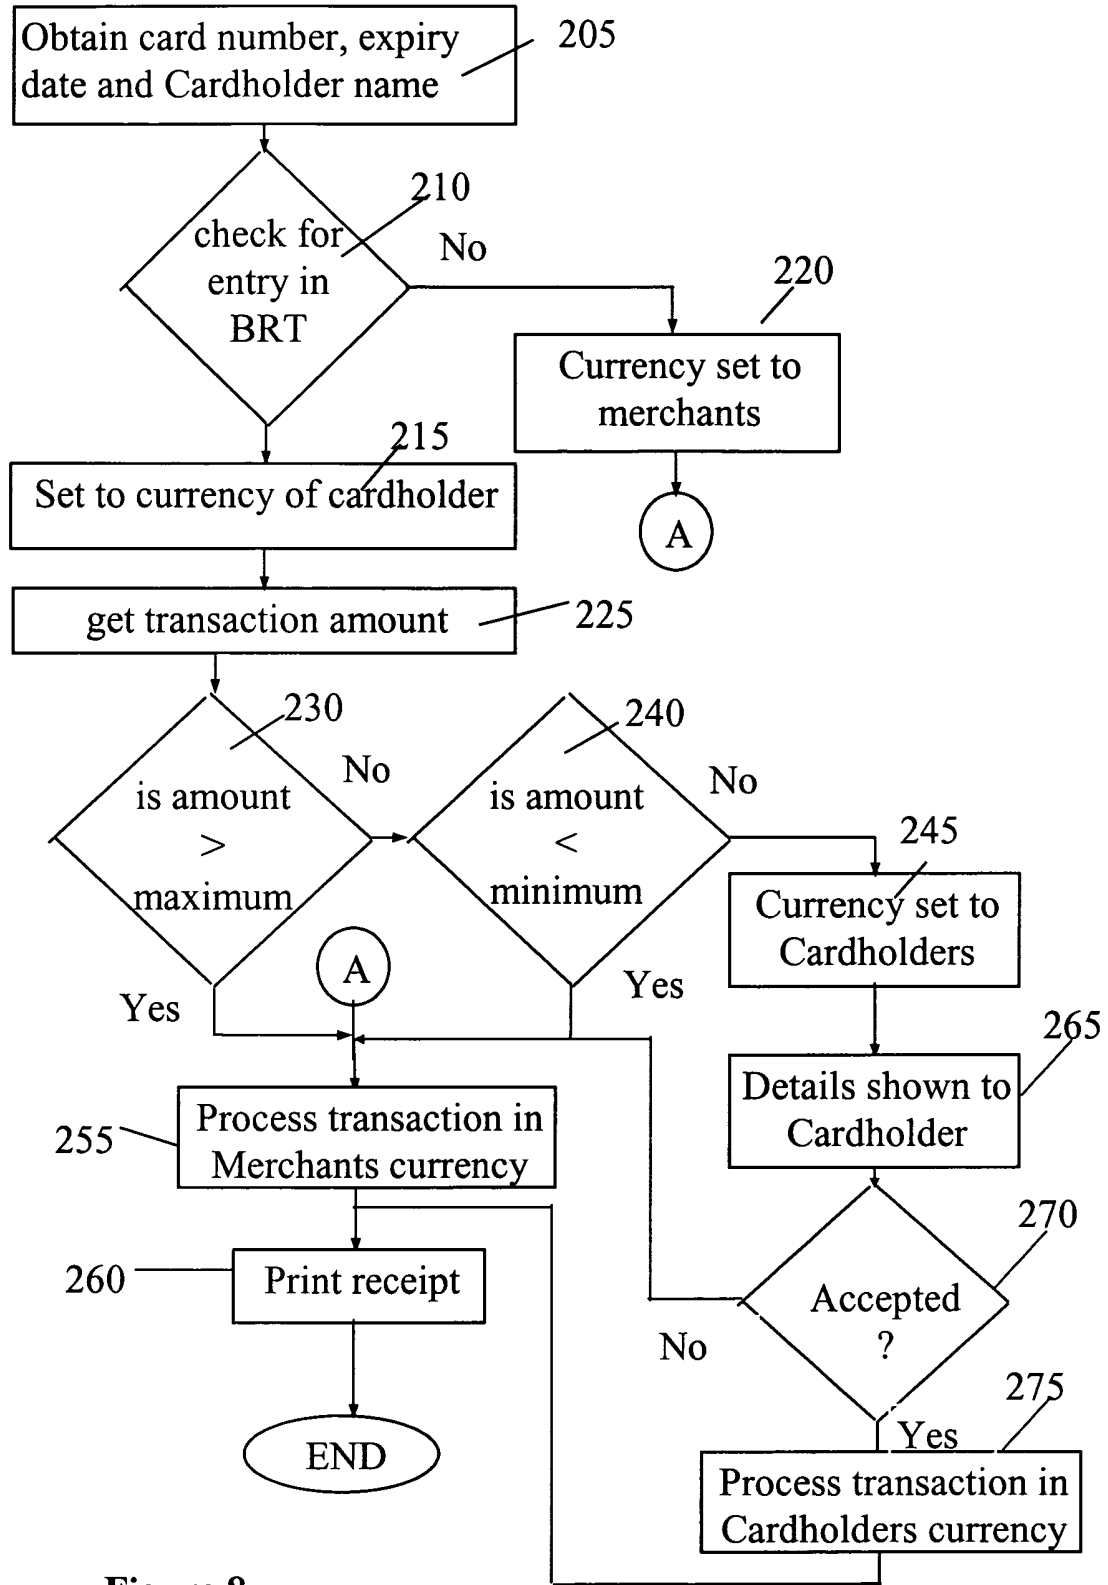 Obtain card number, expiry
date and Cardholder name
205
210
check for
entry in
BRT
No
220
Currency set to
merchants
A
215
Set to currency of cardholder
get transaction amount
225
230
is amount
>
maximum
No
Yes
240
is amount
<
minimum
No
Yes
245
Currency set to
Cardholders
A
265
Details shown to
Cardholder
255
Process transaction in
Merchants currency
260
Print receipt
END
270
Accepted
?
No
Yes
275
Process transaction in
Cardholders currency
Figure 8